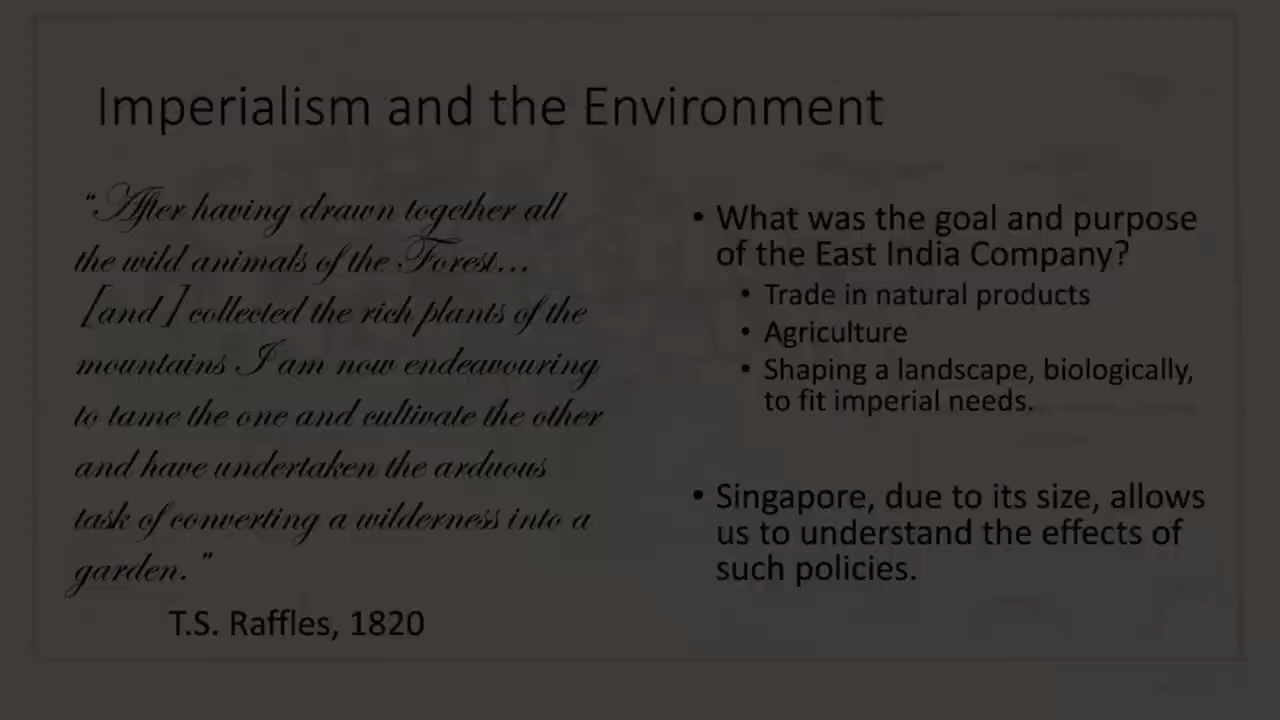 Imperialism and the Environment
"After having drawn together all
the wild animals of the Forest...
[and] collected the rich plants of the
mountains I am now endeavouring
to tame the one and cultivate the other
and have undertaken the arduous
task of converting a wilderness into a
garden."
T.S. Raffles, 1820
• What was the goal and purpose
of the East India Company?
• Trade in natural products
• Agriculture
• Shaping a landscape, biologically,
to fit imperial needs.
• Singapore, due to its size, allows
us to understand the effects of
such policies.